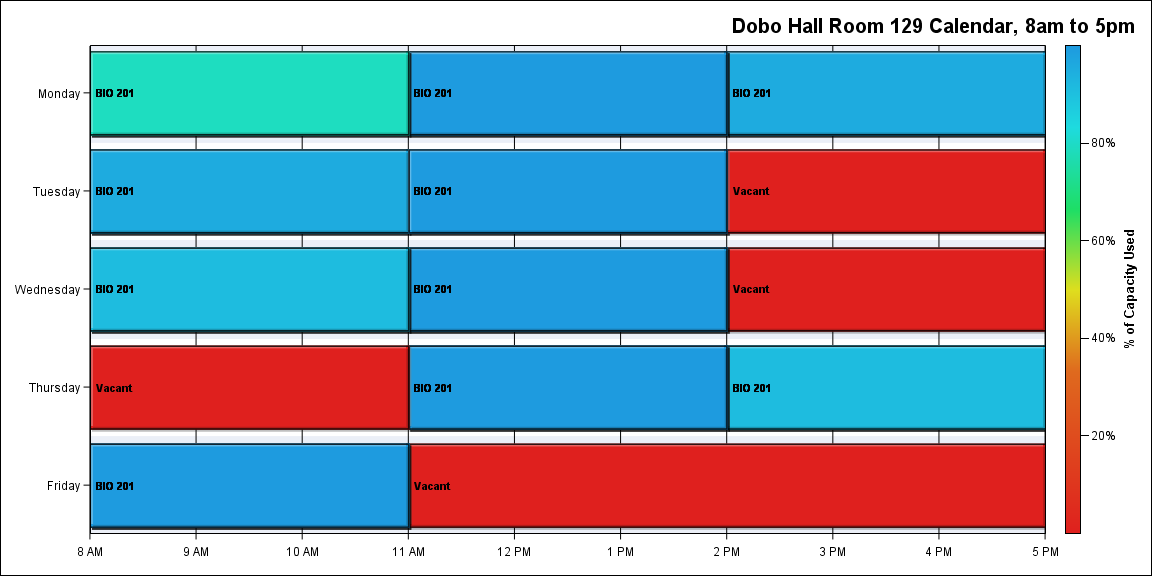 Dobo Hall Room 129 Calendar, 8am to 5pm
Monday
BIO 201
BIO 201
BIO 201
Tuesday
BIO 201
BIO 201
Vacant
Wednesday
BIO 201
BIO 201
Vacant
Thursday
Vacant
BIO 201
BIO 201
Friday
BIO 201
Vacant
8 AM
9 AM
10 AM
11 AM
12 PM
1 PM
2 PM
3 PM
4 PM
5 PM
80%
60%
40%
20%
% of Capacity Used